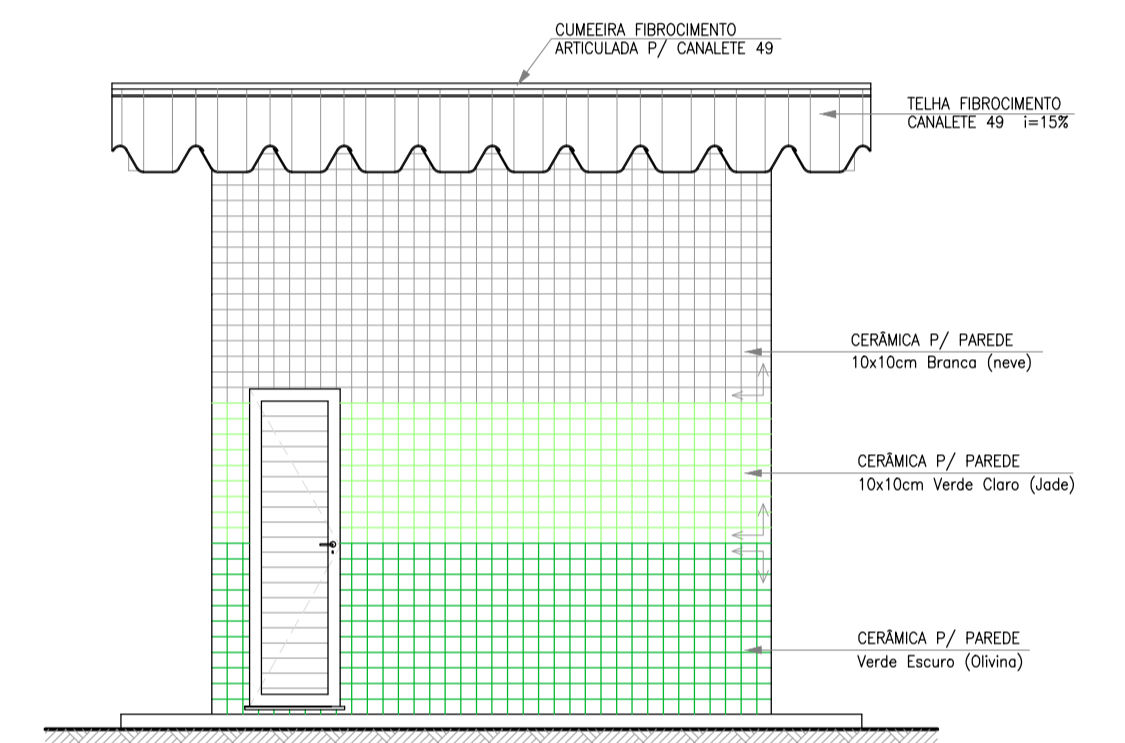 CUMEEIRA FIBROCIMENTO
ARTICULADA P/ CANALETE 49
TELHA FIBROCIMENTO
CANALETE 49 i=15%
CERÂMICA P/ PAREDE
10x10cm Branca (neve)
CERÂMICA P/ PAREDE
10x10cm Verde Claro (Jade)
CERÂMICA P/ PAREDE
Verde Escuro (Olivina)